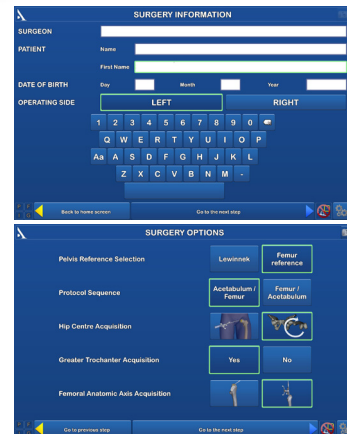 SURGERY INFORMATION
SURGEON
PATIENT Name
First Name
DATE OF BIRTH Day Month Year
OPERATING SIDE LEFT RIGHT
1 2 3 4 5 6 7 8 9 0
Q W E R T Y U I O P
Aa A S D F G H J K L
Z X C V B N M -
Back to home screen Go to the next step
SURGERY OPTIONS
Pelvis Reference Selection Lewinnek Femur reference
Protocol Sequence Acetabulum / Femur Femur / Acetabulum
Hip Centre Acquisition
Greater Trochanter Acquisition Yes No
Femoral Anatomic Axis Acquisition
Go to previous step Go to the next step